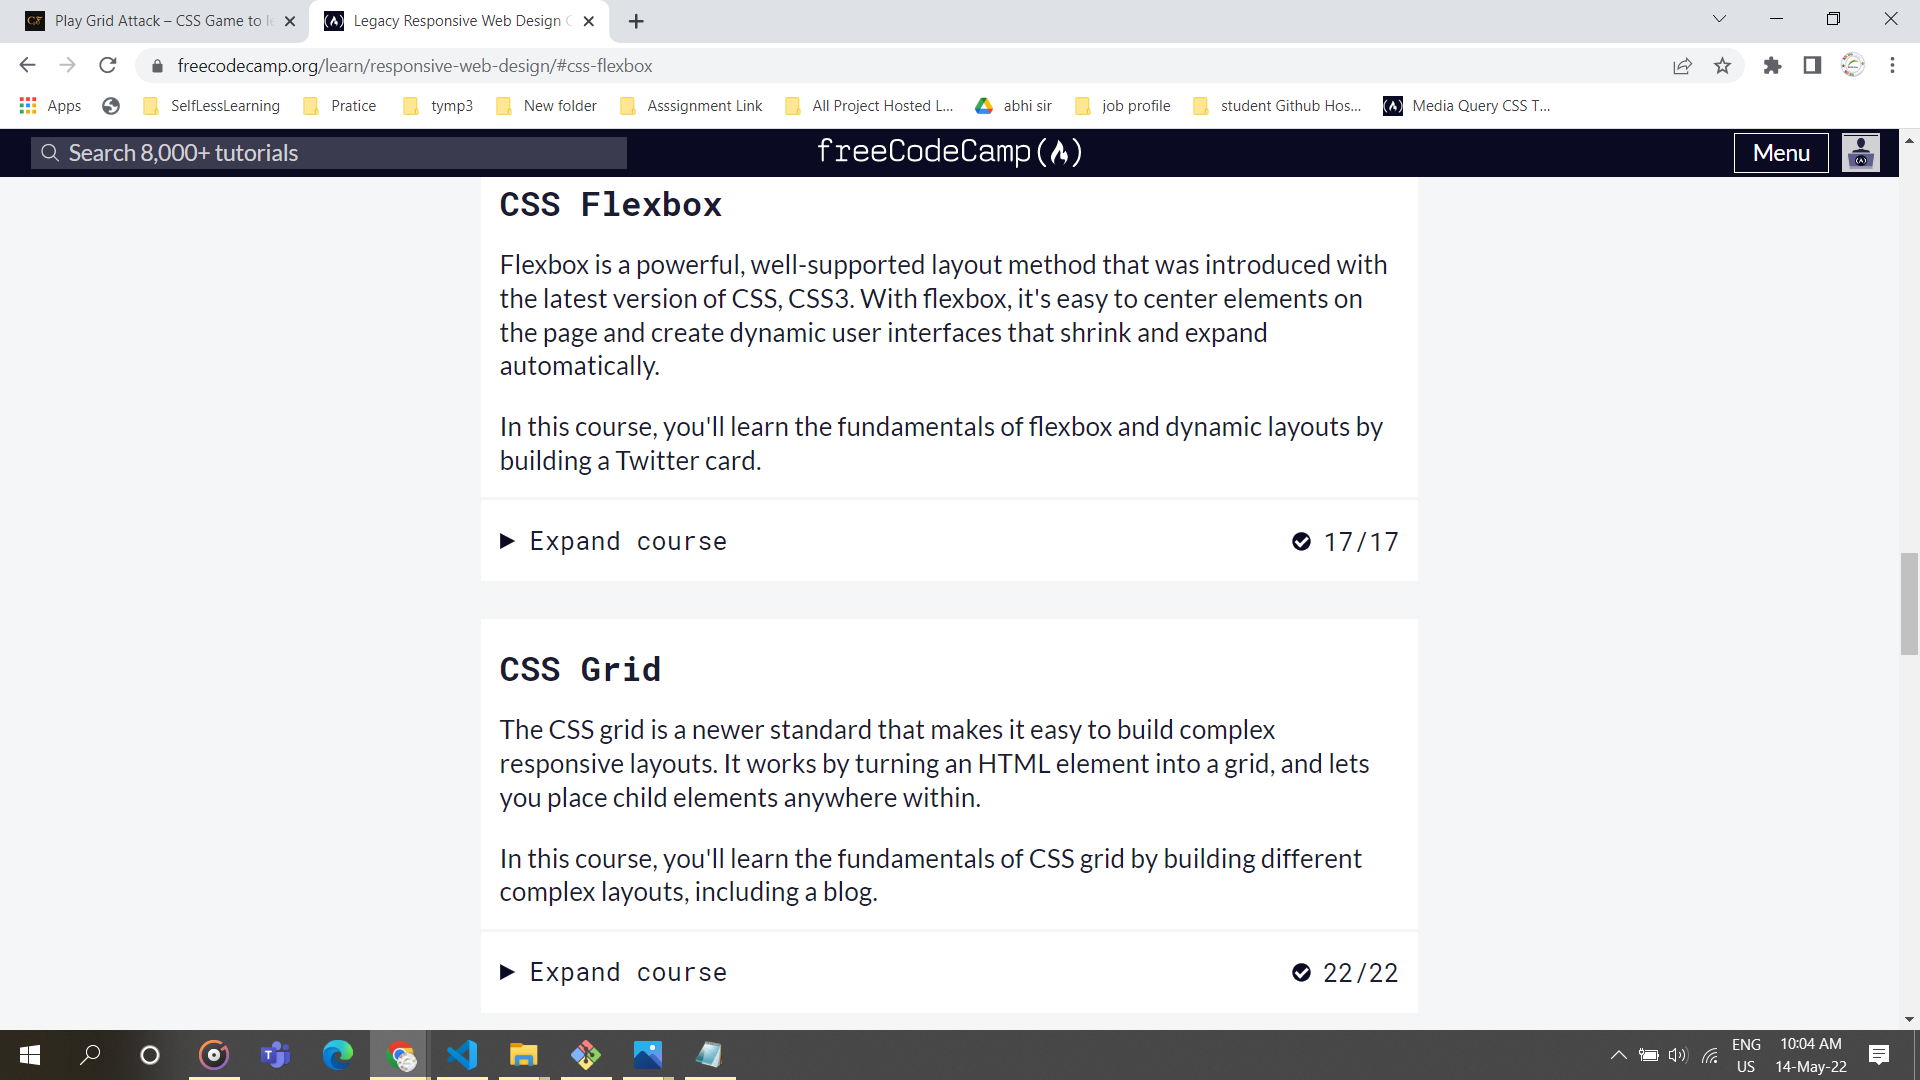 Play Grid Attack – CSS Game to le
Legacy Responsive Web Design C
freecodecamp.org/learn/responsive-web-design/#css-flexbox
Apps
SelfLessLearning
Pratice
tymp3
New folder
Asssignment Link
All Project Hosted L...
abhi sir
job profile
student Github Hos...
Media Query CSS T...
Search 8,000+ tutorials
freeCodeCamp
Menu
CSS Flexbox
Flexbox is a powerful, well-supported layout method that was introduced with
the latest version of CSS, CSS3. With flexbox, it's easy to center elements on
the page and create dynamic user interfaces that shrink and expand
automatically.
In this course, you'll learn the fundamentals of flexbox and dynamic layouts by
building a Twitter card.
Expand course 17/17
CSS Grid
The CSS grid is a newer standard that makes it easy to build complex
responsive layouts. It works by turning an HTML element into a grid, and lets
you place child elements anywhere within.
In this course, you'll learn the fundamentals of CSS grid by building different
complex layouts, including a blog.
Expand course 22/22
ENG
US
10:04 AM
14-May-22